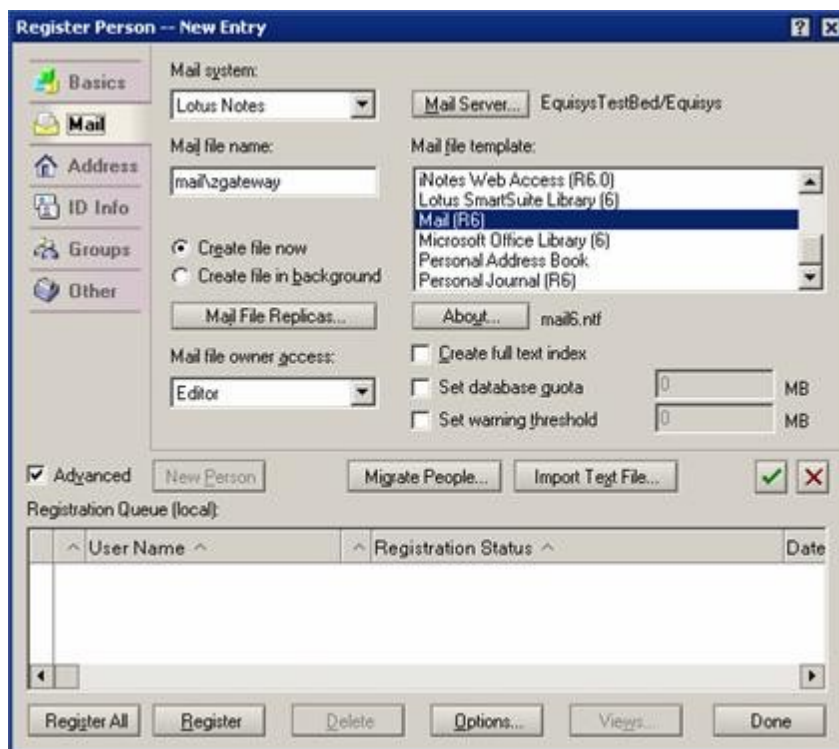 Register Person -- New Entry
Basics
Mail
Address
ID Info
Groups
Other
Mail system:
Lotus Notes
Mail Server...
EquisysTestBed/Equisys
Mail file name:
mail\zgateway
Mail file template:
iNotes Web Access (R6.0)
Lotus SmartSuite Library (6)
Mail (R6)
Microsoft Office Library (6)
Personal Address Book
Personal Journal (R6)
Create file now
Create file in background
Mail File Replicas...
About...
mail6.ntf
Mail file owner access:
Editor
Create full text index
Set database quota
0
MB
Set warning threshold
0
MB
Advanced
New Person
Migrate People...
Import Text File...
Registration Queue (local):
User Name
Registration Status
Date
Register All
Register
Delete
Options...
Views...
Done